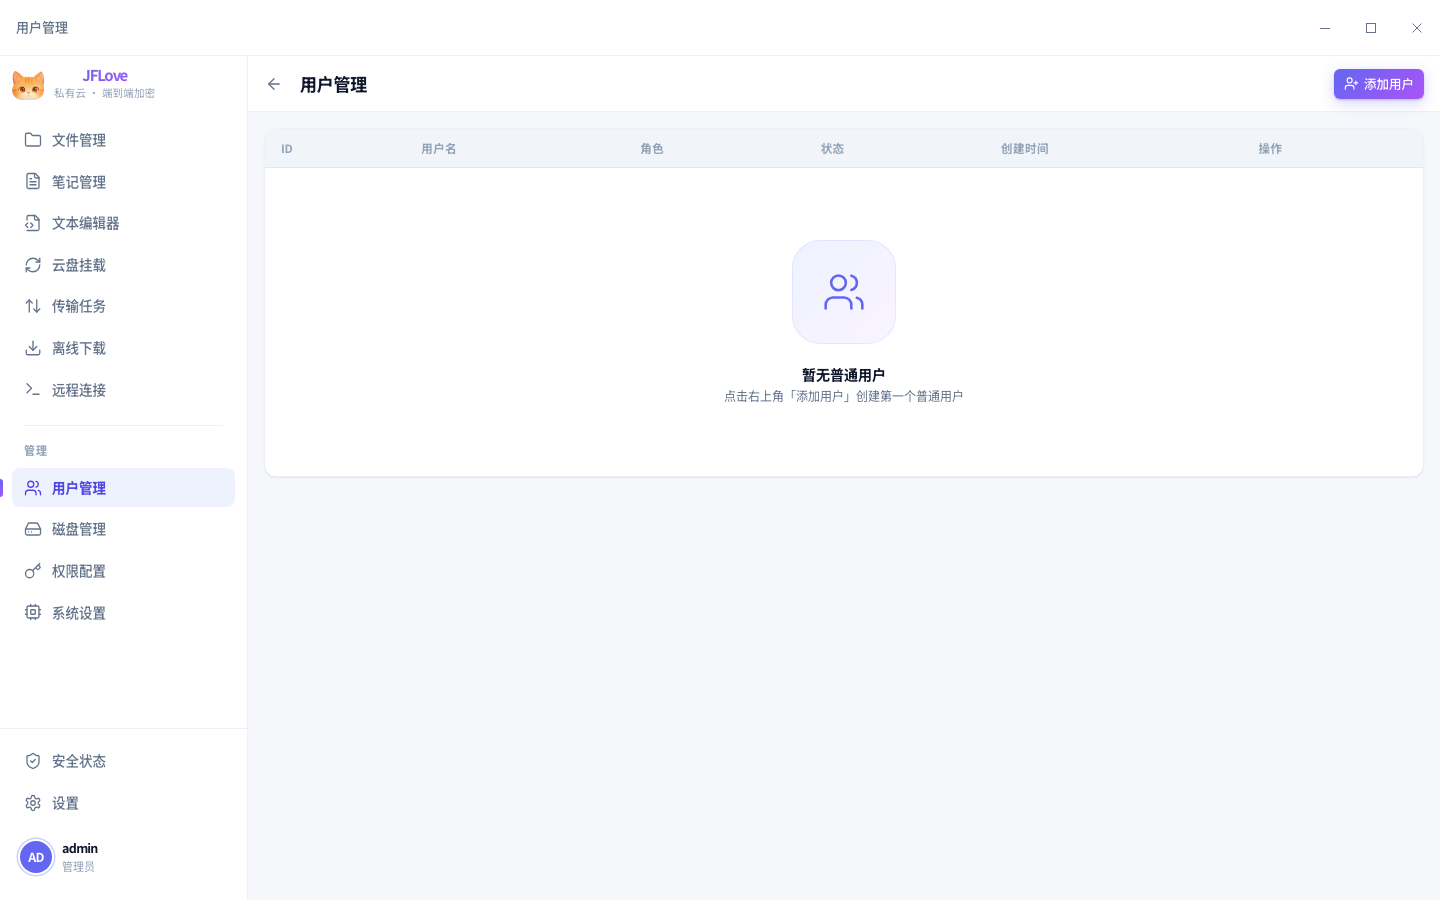 用户管理
JFLove
私有云 · 端到端加密
文件管理
笔记管理
文本编辑器
云盘挂载
传输任务
离线下载
远程连接
管理
用户管理
磁盘管理
权限配置
系统设置
安全状态
设置
AD
admin
管理员
用户管理
添加用户
ID 用户名 角色 状态 创建时间 操作
暂无普通用户
点击右上角「添加用户」创建第一个普通用户